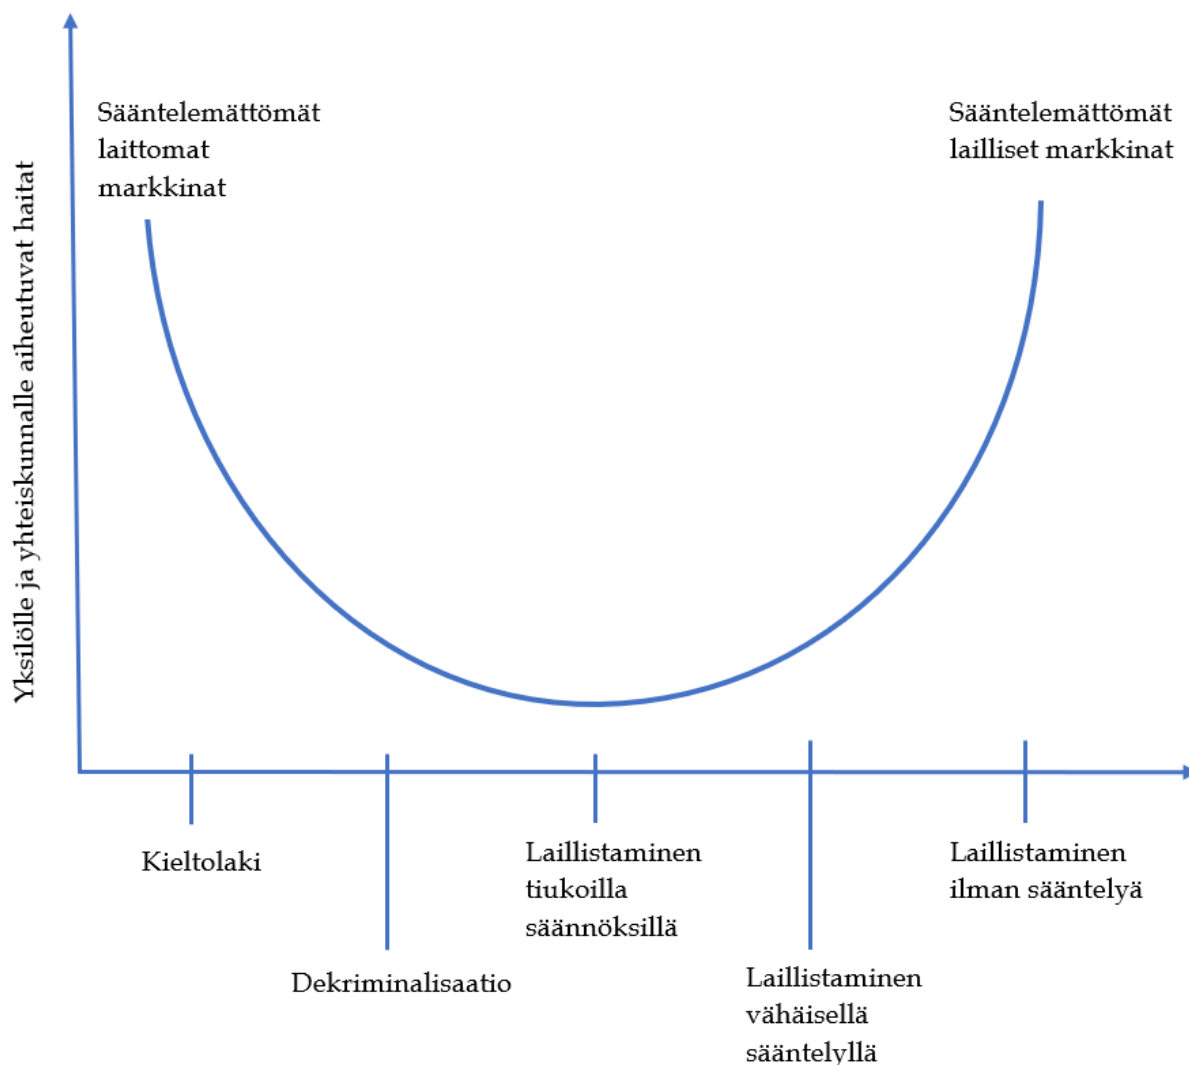 Sääntelemättömät
laittomat
markkinat
Sääntelemättömät
lailliset markkinat
Yksilölle ja yhteiskunnalle aiheutuvat haitat
Kieltolaki
Dekriminalisaatio
Laillistaminen
tiukoilla
säännöksillä
Laillistaminen
vähäisellä
sääntelyllä
Laillistaminen
ilman sääntelyä